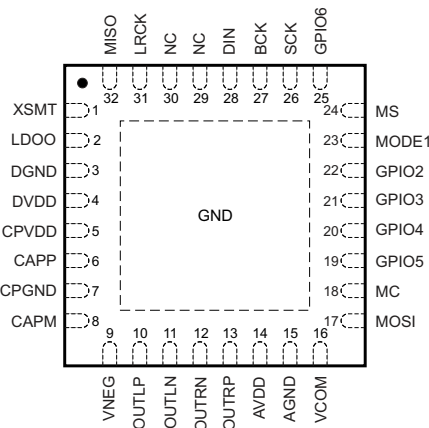 MISO
LRCK
NC
NC
DIN
BCK
SCK
GPIO6
32
31
30
29
28
27
26
25
XSMT 1
LDOO 2
DGND 3
DVDD 4
CPVDD 5
CAPP 6
CPGND 7
CAPM 8
GND
24 MS
23 MODE1
22 GPIO2
21 GPIO3
20 GPIO4
19 GPIO5
18 MC
17 MOSI
9
10
11
12
13
14
15
16
VNEG
OUTLP
OUTLN
OUTRN
OUTRP
AVDD
AGND
VCOM